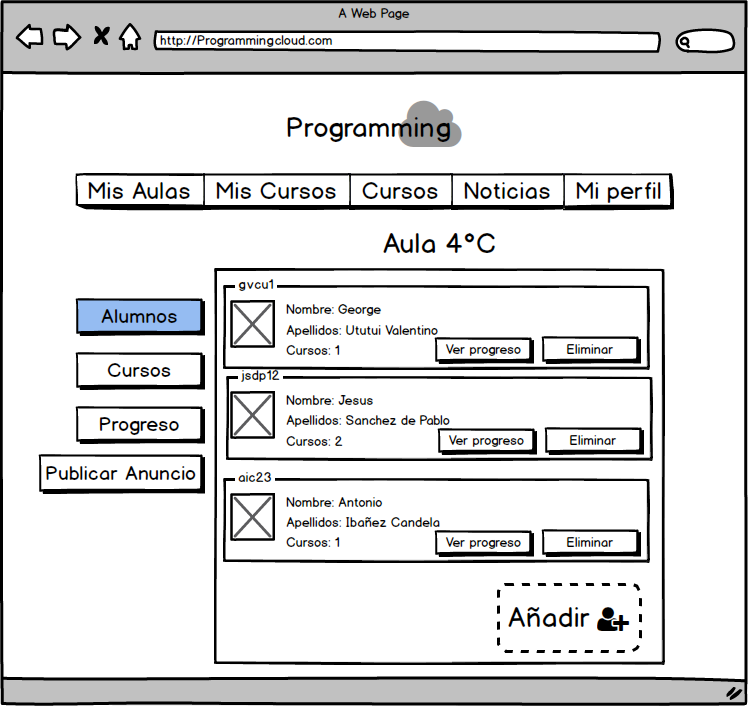 A Web Page
http://Programmingcloud.com
Programming
Mis Aulas Mis Cursos Cursos Noticias Mi perfil
Aula 4°C
Alumnos
Cursos
Progreso
Publicar Anuncio
gvcu1
Nombre: George
Apellidos: Ututui Valentino
Cursos: 1
Ver progreso Eliminar
jsdp12
Nombre: Jesus
Apellidos: Sanchez de Pablo
Cursos: 2
Ver progreso Eliminar
aic23
Nombre: Antonio
Apellidos: Ibañez Candela
Cursos: 1
Ver progreso Eliminar
Añadir